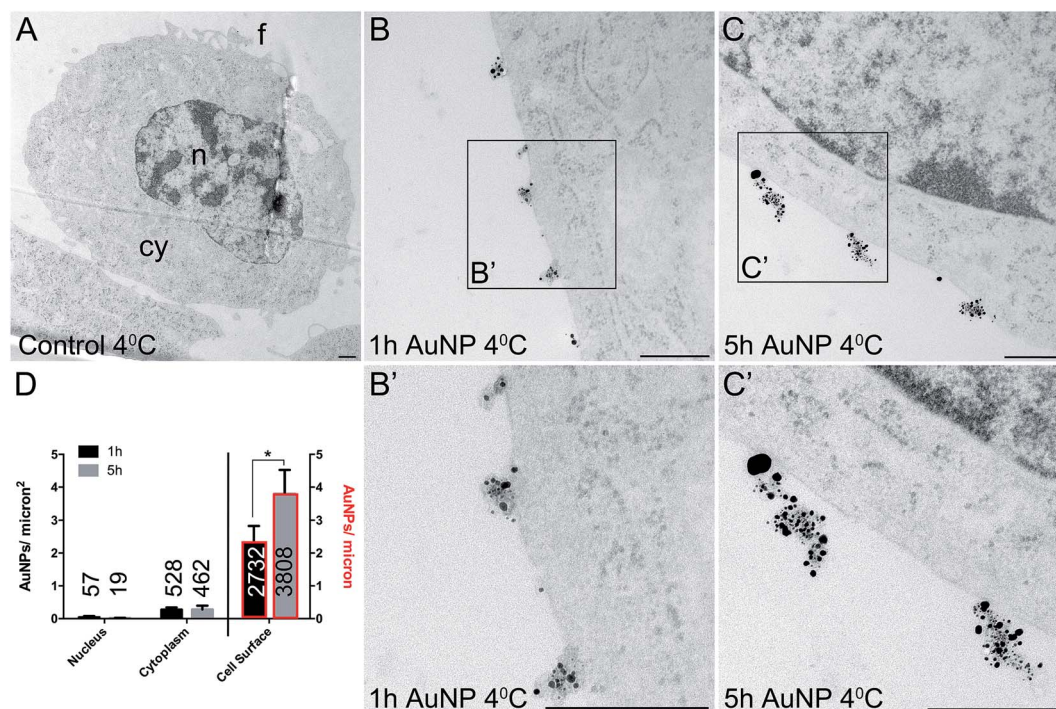 A
f
n
cy
Control 4⁰C
B
B'
1h AuNP 4⁰C
C
C'
5h AuNP 4⁰C
D
1h
5h
AuNPs/ micron²
5
4
3
2
1
0
57
19
528
462
2732
3808
*
5
4
3
2
1
0
AuNPs/ micron
Nucleus
Cytoplasm
Cell Surface
B'
1h AuNP 4⁰C
C'
5h AuNP 4⁰C